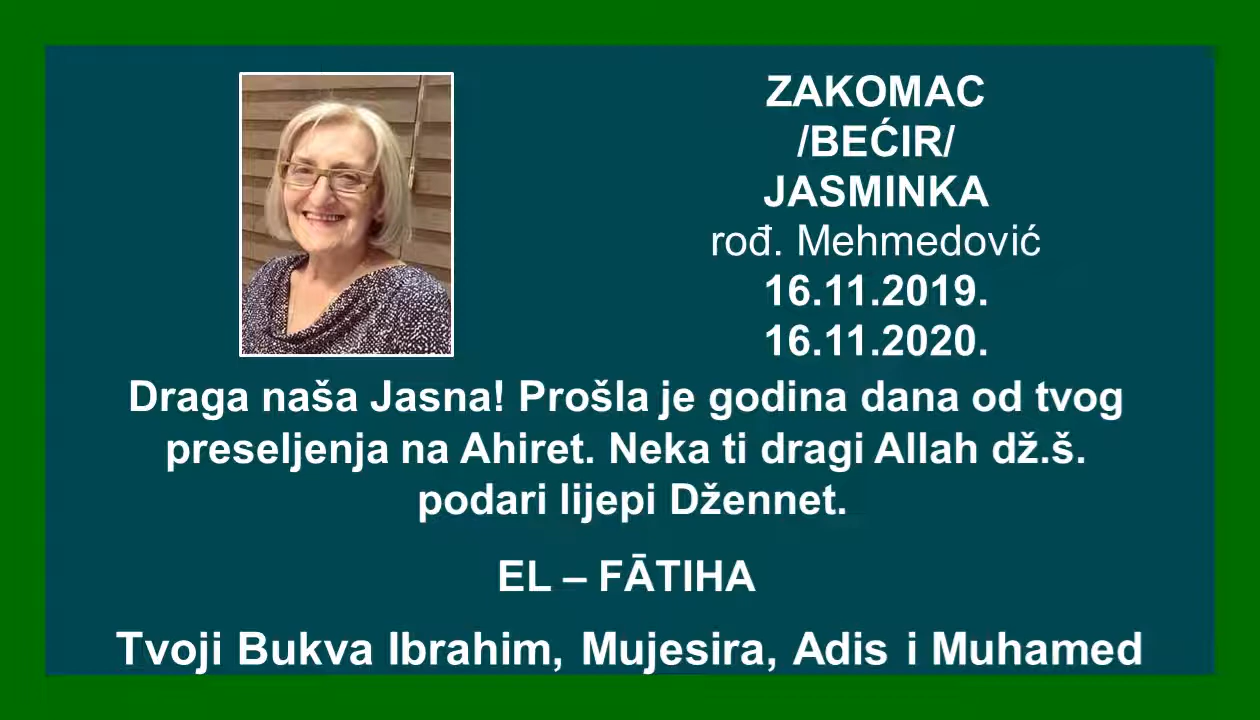 ZAKOMAC
/BEĆIR/
JASMINKA
rođ. Mehmedović
16.11.2019.
16.11.2020.
Draga naša Jasna! Prošla je godina dana od tvog
preseljenja na Ahiret. Neka ti dragi Allah dž.š.
podari lijepi Džennet.
EL – FĀTIHA
Tvoji Bukva Ibrahim, Mujesira, Adis i Muhamed